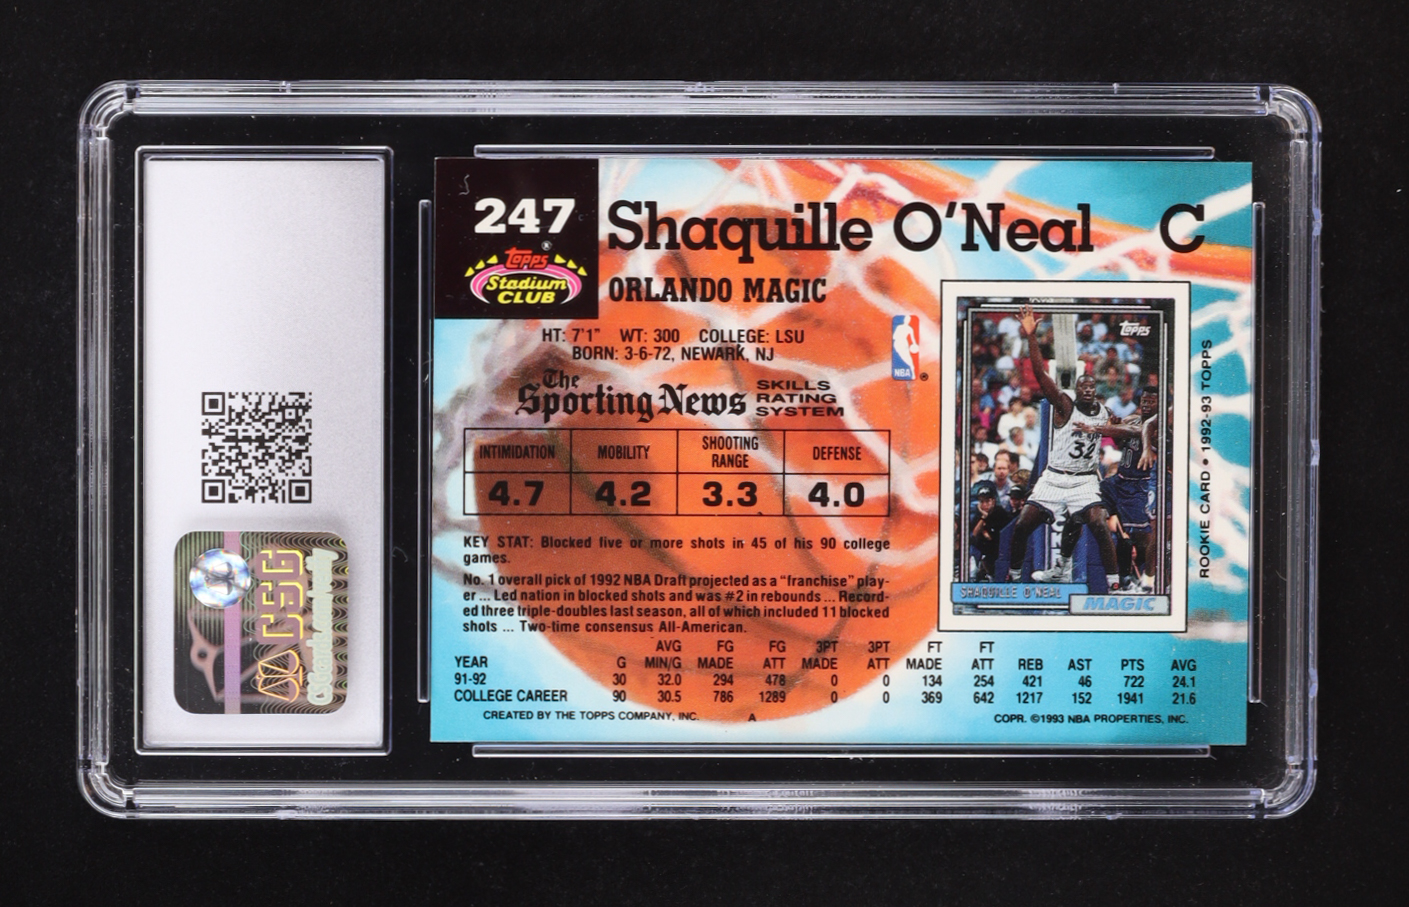 247
Topps®
Stadium
CLUB
Shaquille O'Neal C
ORLANDO MAGIC
HT: 7'1" WT: 300 COLLEGE: LSU
BORN: 3-6-72, NEWARK, NJ
The
Sporting News
SKILLS
RATING
SYSTEM
NBA ®
INTIMIDATION MOBILITY SHOOTING RANGE DEFENSE
4.7 4.2 3.3 4.0
KEY STAT: Blocked five or more shots in 45 of his 90 college
games.
No. 1 overall pick of 1992 NBA Draft projected as a "franchise" play-
er ... Led nation in blocked shots and was #2 in rebounds ... Record-
ed three triple-doubles last season, all of which included 11 blocked
shots ... Two-time consensus All-American.
Topps
32
SHAQUILLE O'NEAL
MAGIC
ROOKIE CARD • 1992-93 TOPPS
AVG FG FG 3PT 3PT FT FT
YEAR G MIN/G MADE ATT MADE ATT MADE ATT REB AST PTS AVG
91-92 30 32.0 294 478 0 0 134 254 421 46 722 24.1
COLLEGE CAREER 90 30.5 786 1289 0 0 369 642 1217 152 1941 21.6
CREATED BY THE TOPPS COMPANY, INC. A COPR. ©1993 NBA PROPERTIES, INC.
CSG